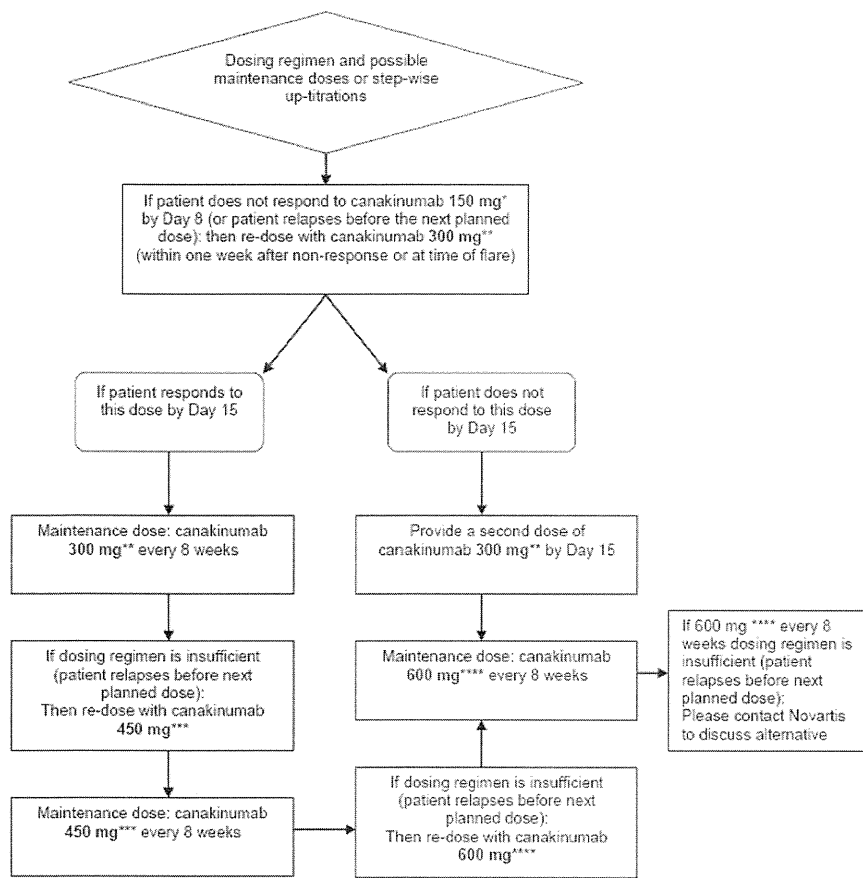 Dosing regimen and possible
maintenance doses or step-wise
up-titrations
If patient does not respond to canakinumab 150 mg*
by Day 8 (or patient relapses before the next planned
dose): then re-dose with canakinumab 300 mg**
(within one week after non-response or at time of flare)
If patient responds to
this dose by Day 15
If patient does not
respond to this dose
by Day 15
Maintenance dose: canakinumab
300 mg** every 8 weeks
Provide a second dose of
canakinumab 300 mg** by Day 15
If dosing regimen is insufficient
(patient relapses before next
planned dose):
Then re-dose with canakinumab
450 mg***
Maintenance dose: canakinumab
600 mg**** every 8 weeks
If 600 mg **** every 8
weeks dosing regimen is
insufficient (patient
relapses before next
planned dose):
Please contact Novartis
to discuss alternative
Maintenance dose: canakinumab
450 mg*** every 8 weeks
If dosing regimen is insufficient
(patient relapses before next
planned dose):
Then re-dose with canakinumab
600 mg****